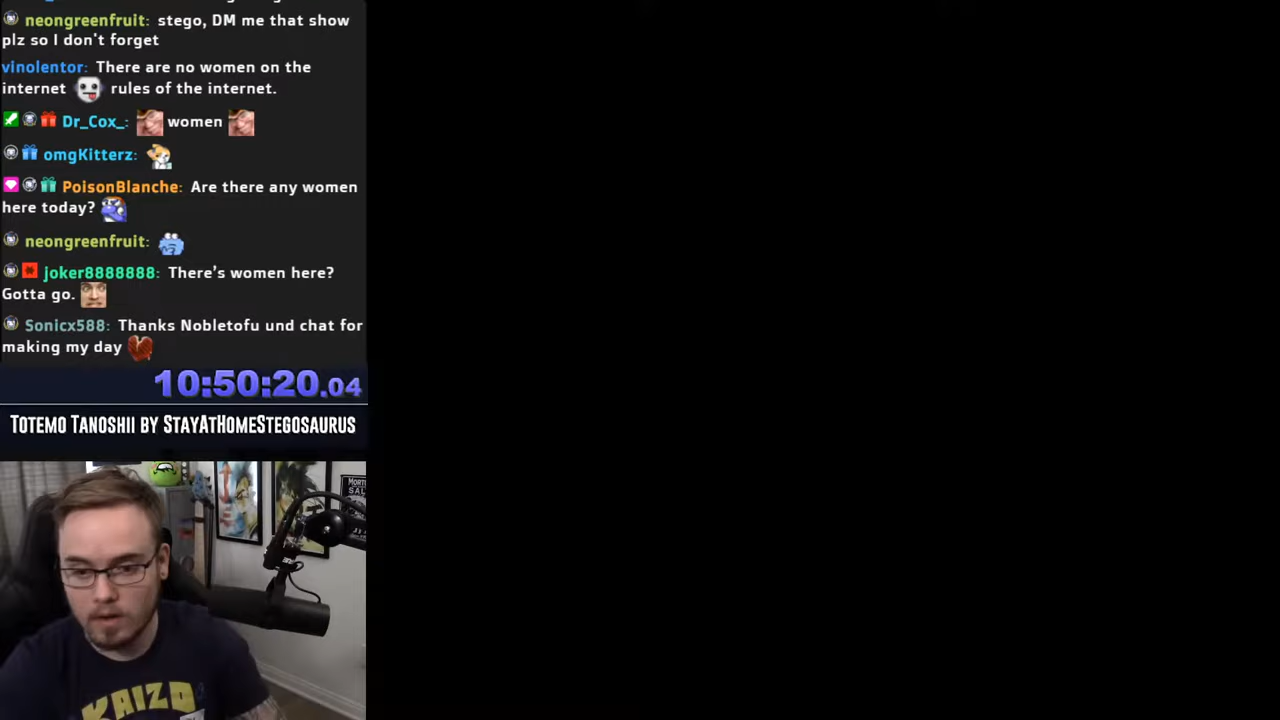 neongreenfruit: stego, DM me that show
plz so I don't forget
vinolentor: There are no women on the
internet rules of the internet.
Dr_Cox_: women
omgKitterz:
PoisonBlanche: Are there any women
here today?
neongreenfruit:
joker8888888: There's women here?
Gotta go.
Sonicx588: Thanks Nobletofu und chat for
making my day
10:50:20.04
TOTEMO TANOSHII BY STAYATHOMESTEGOSAURUS
KAIZO